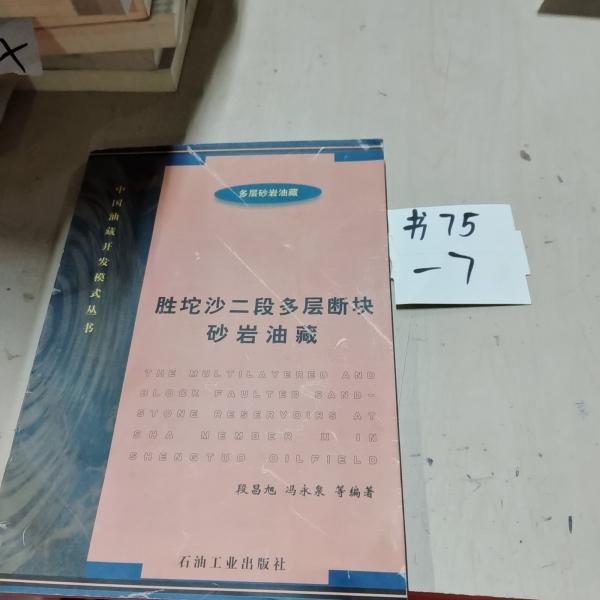 X
中国油藏开发模式丛书
多层砂岩油藏
胜坨沙二段多层断块
砂岩油藏
THE MULTILAYERED AND
BLOCK-FAULTED SAND-
STONE RESERVOIRS AT
SHA MEMBER II IN
SHENGTUO OILFIELD
段昌旭 冯永泉 等编著
石油工业出版社
书75
-7